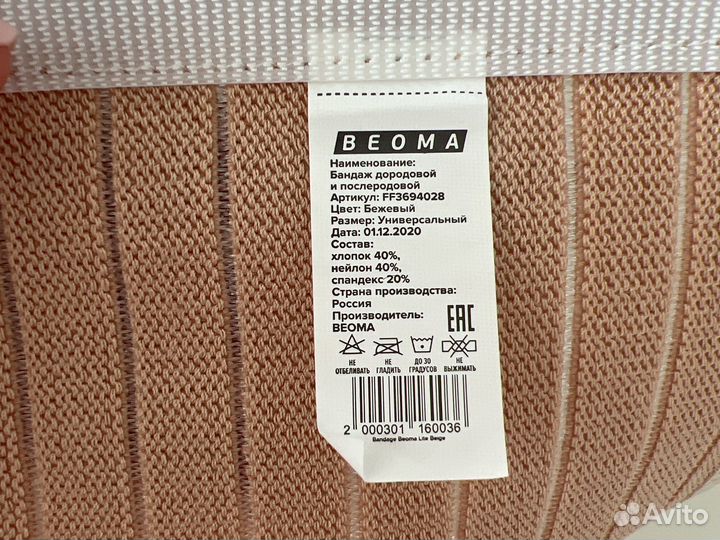 BEOMA
Наименование:
Бандаж дородовой
и послеродовой
Артикул: FF3694028
Цвет: Бежевый
Размер: Универсальный
Дата: 01.12.2020
Состав:
хлопок 40%,
нейлон 40%,
спандекс 20%
Страна производства:
Россия
Производитель:
BEOMA
EAC
НЕ ОТБЕЛИВАТЬ
НЕ ГЛАДИТЬ
ДО 30 ГРАДУСОВ
НЕ ВЫЖИМАТЬ
2 000301 160036
Bandage Beoma Lite Beige
Avito